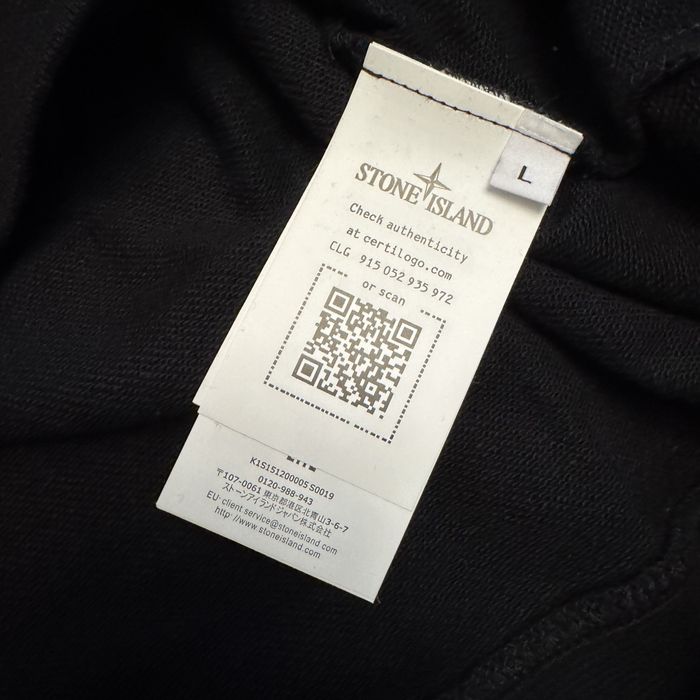 L
STONE ISLAND
Check authenticity
at certilogo.com
CLG 915 052 935 972
or scan
K1S151200005 S0019
0120-988-943
〒107-0061 東京都港区北青山3-6-7
ストーンアイランドジャパン株式会社
EU: client service@stoneisland.com
http://www.stoneisland.com